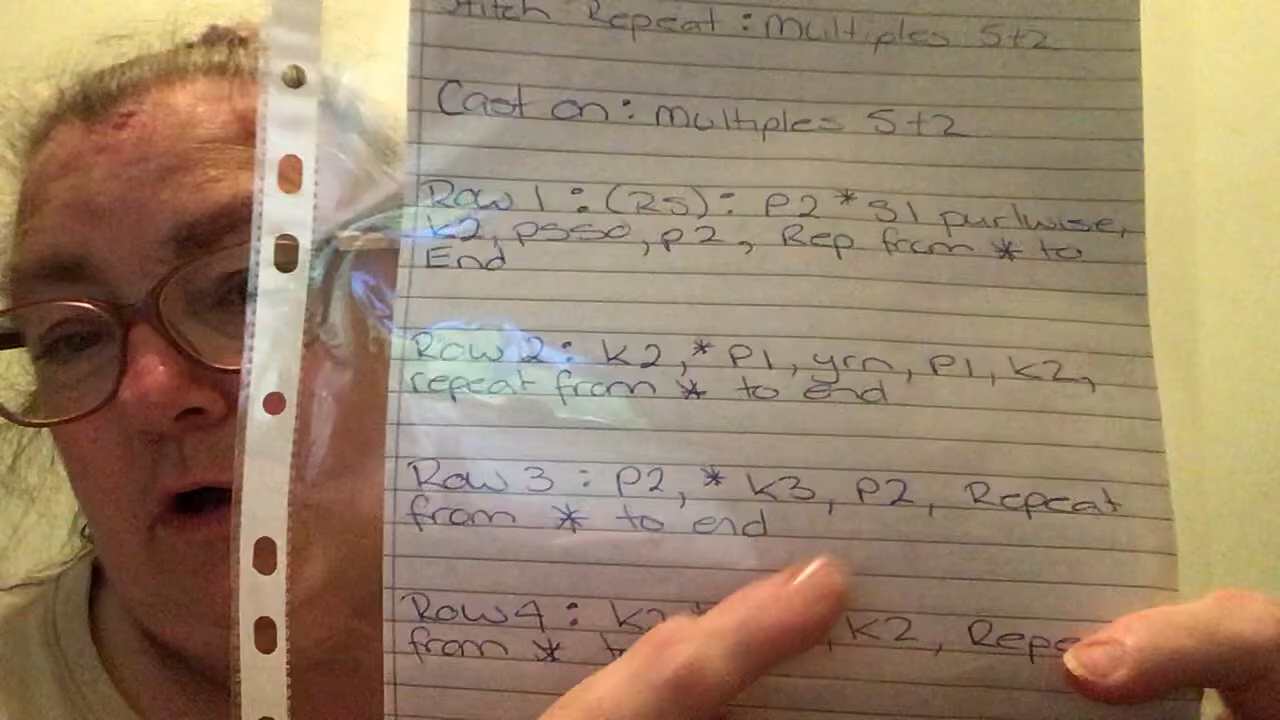 Stitch Repeat : Multiples 5+2
Cast on : multiples 5+2
Row 1 : (RS) : P2 * S1 purlwise,
K2, psso, p2, Rep from * to
End
Row 2 : K2, * P1, yrn, P1, K2,
repeat from * to end
Row 3 : P2, * K3, P2, Repeat
from * to end
Row 4 : K2 K2,
from *